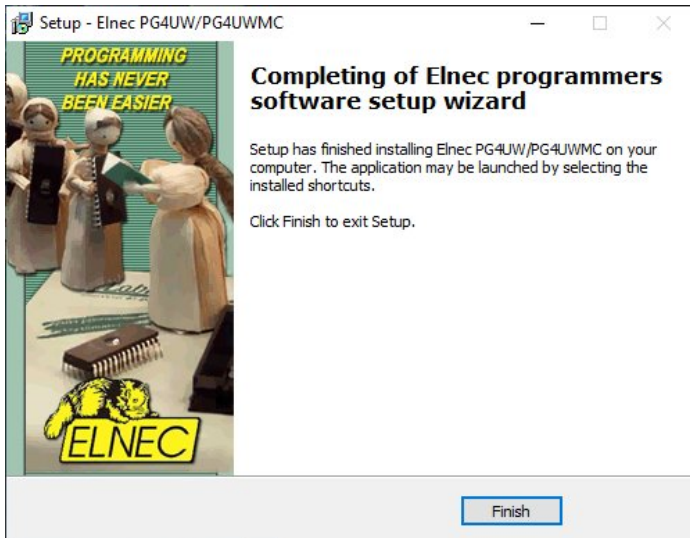 Setup - Elnec PG4UW/PG4UWMC
PROGRAMMING
HAS NEVER
BEEN EASIER
Completing of Elnec programmers
software setup wizard
Setup has finished installing Elnec PG4UW/PG4UWMC on your
computer. The application may be launched by selecting the
installed shortcuts.
Click Finish to exit Setup.
ELNEC
Finish